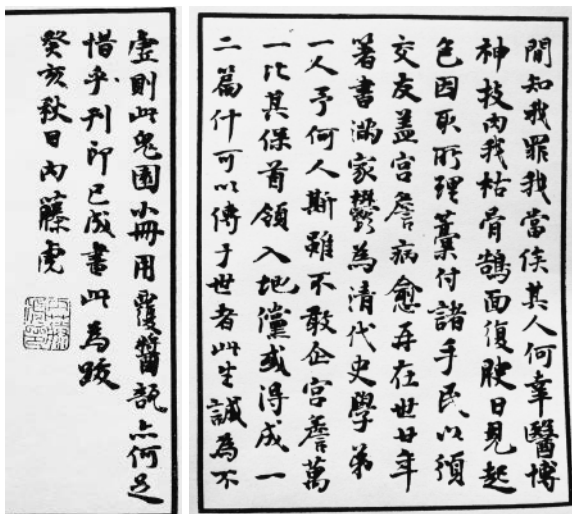 間知我罪我當俟其人何幸醫博
神技肉我枯骨鵠面復腴日見起
色因取所理藁付諸手民以頒
交友蓋宮詹病愈再在世廿年
著書滿家鬱為清代史學第
一人予何人斯雖不敢企宮詹萬
一比其保首領入地儻或得成一
二篇什可以傳于世者此生誠為不
虛則此兔園小冊用覆醬瓿亦何足
惜乎刊印已成書此為跋
癸亥秋日內藤虎